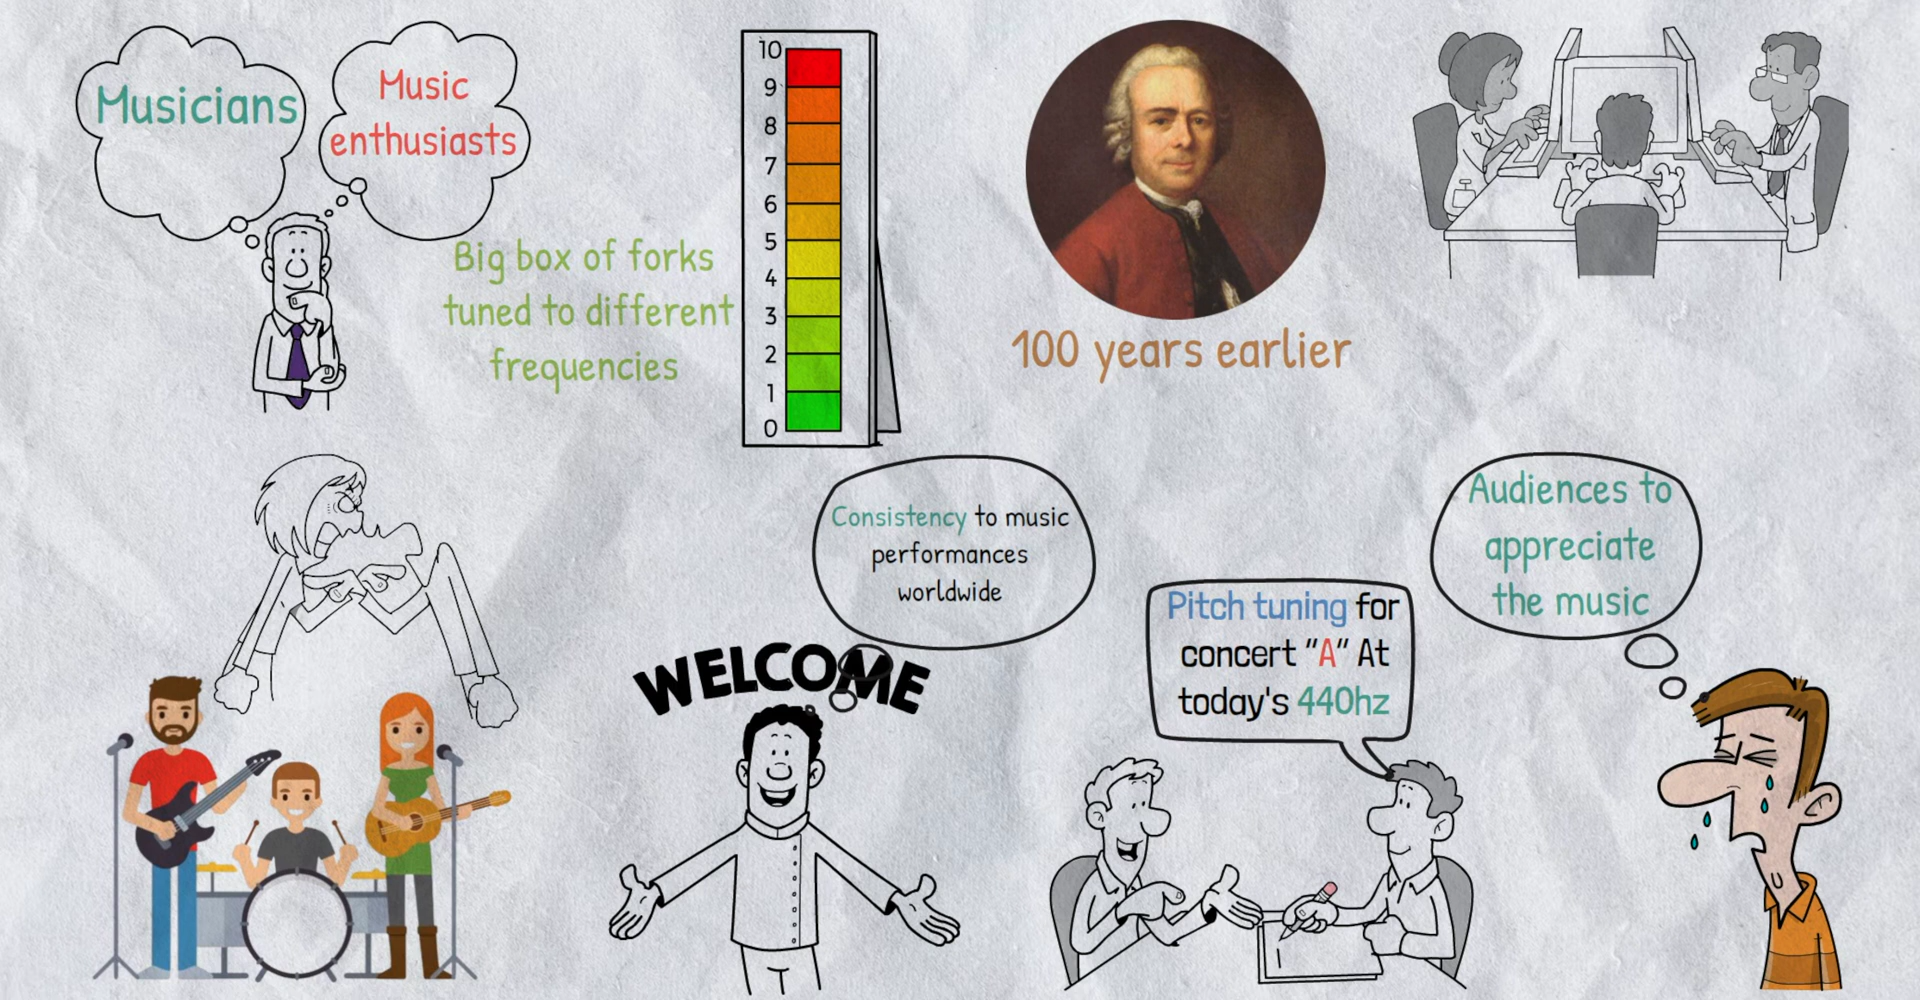 Musicians
Music
enthusiasts
Big box of forks
tuned to different
frequencies
10
9
8
7
6
5
4
3
2
1
0
100 years earlier
Consistency to music
performances
worldwide
WELCOME
Pitch tuning for
concert "A" At
today's 440hz
Audiences to
appreciate
the music